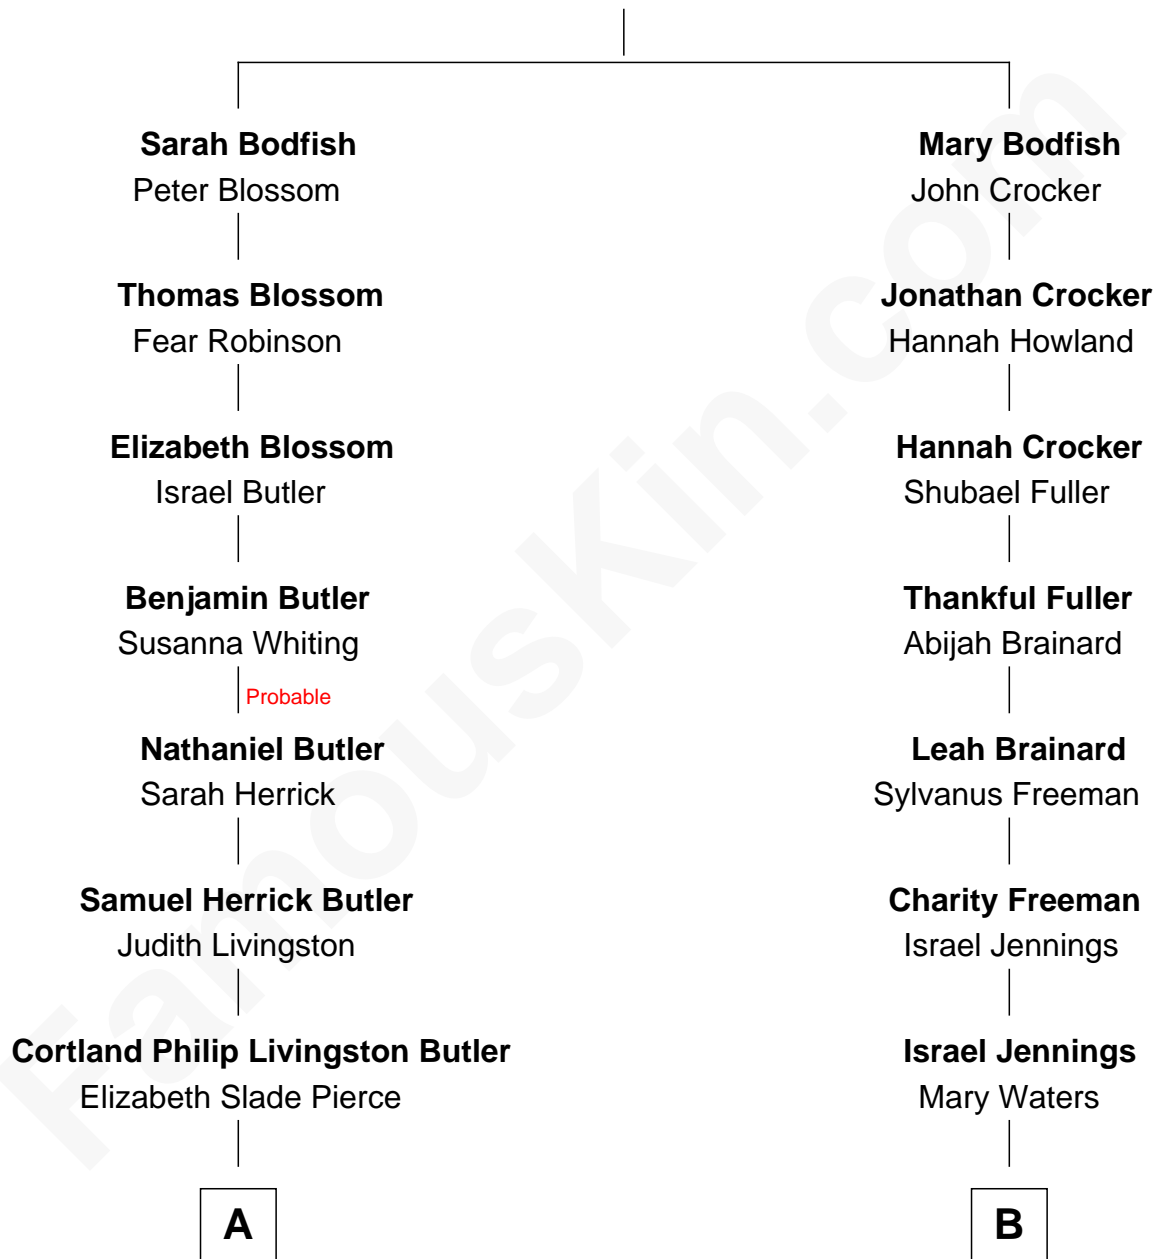 Sarah Bodfish
Peter Blossom
Thomas Blossom
Fear Robinson
Elizabeth Blossom
Israel Butler
Benjamin Butler
Susanna Whiting
Probable
Nathaniel Butler
Sarah Herrick
Samuel Herrick Butler
Judith Livingston
Cortland Philip Livingston Butler
Elizabeth Slade Pierce
A
Mary Bodfish
John Crocker
Jonathan Crocker
Hannah Howland
Hannah Crocker
Shubael Fuller
Thankful Fuller
Abijah Brainard
Leah Brainard
Sylvanus Freeman
Charity Freeman
Israel Jennings
Israel Jennings
Mary Waters
B
FamousKin.com